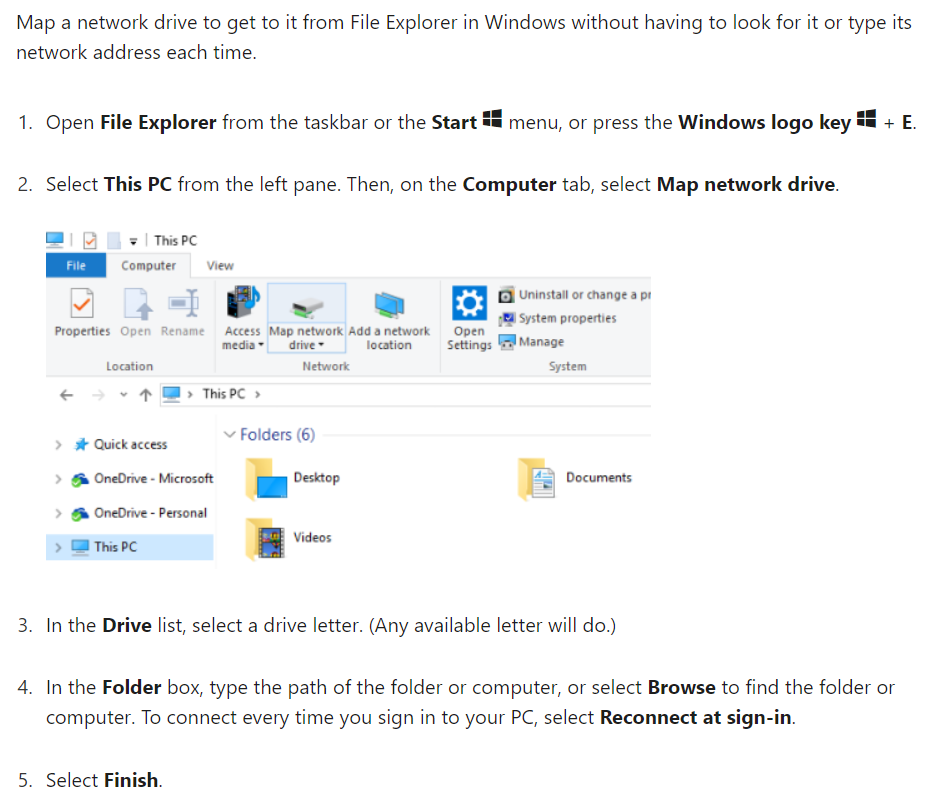 Map a network drive to get to it from File Explorer in Windows without having to look for it or type its
network address each time.
1. Open File Explorer from the taskbar or the Start menu, or press the Windows logo key + E.
2. Select This PC from the left pane. Then, on the Computer tab, select Map network drive.
This PC
File Computer View
Properties Open Rename Access media Map network drive Add a network location Open Settings
Uninstall or change a pr
System properties
Manage
Location Network System
This PC
Quick access
OneDrive - Microsoft
OneDrive - Personal
This PC
Folders (6)
Desktop Documents
Videos
3. In the Drive list, select a drive letter. (Any available letter will do.)
4. In the Folder box, type the path of the folder or computer, or select Browse to find the folder or
computer. To connect every time you sign in to your PC, select Reconnect at sign-in.
5. Select Finish.